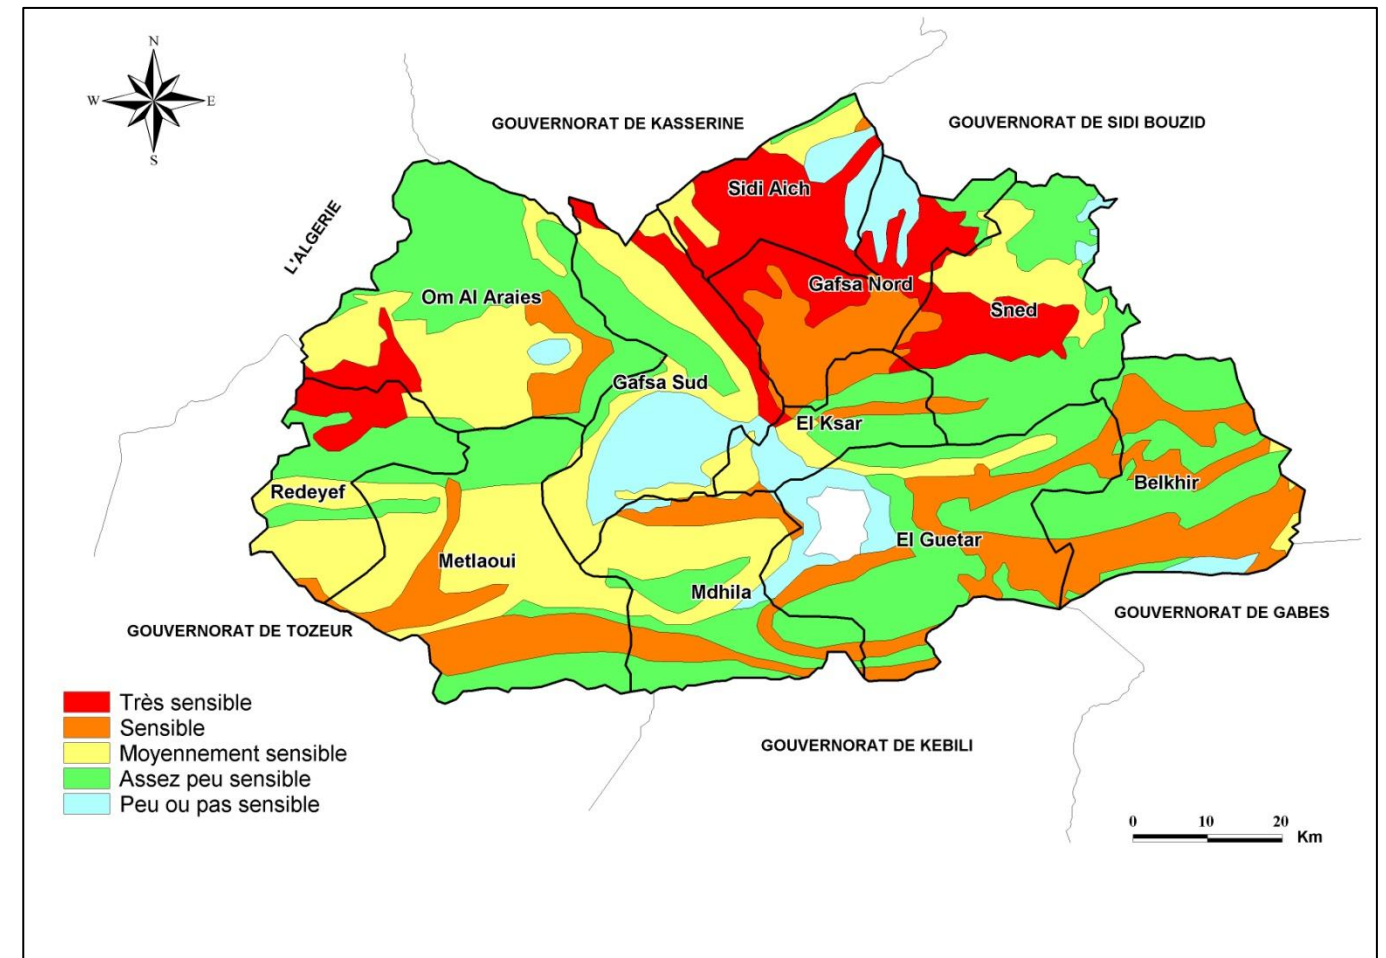 N
W
E
S
GOUVERNORAT DE KASSERINE
GOUVERNORAT DE SIDI BOUZID
L'ALGERIE
Sidi Aich
Gafsa Nord
Om Al Araies
Sned
Gafsa Sud
El Ksar
Redeyef
Belkhir
El Guetar
Metlaoui
Mdhila
GOUVERNORAT DE TOZEUR
GOUVERNORAT DE GABES
GOUVERNORAT DE KEBILI
Très sensible
Sensible
Moyennement sensible
Assez peu sensible
Peu ou pas sensible
0 10 20
Km